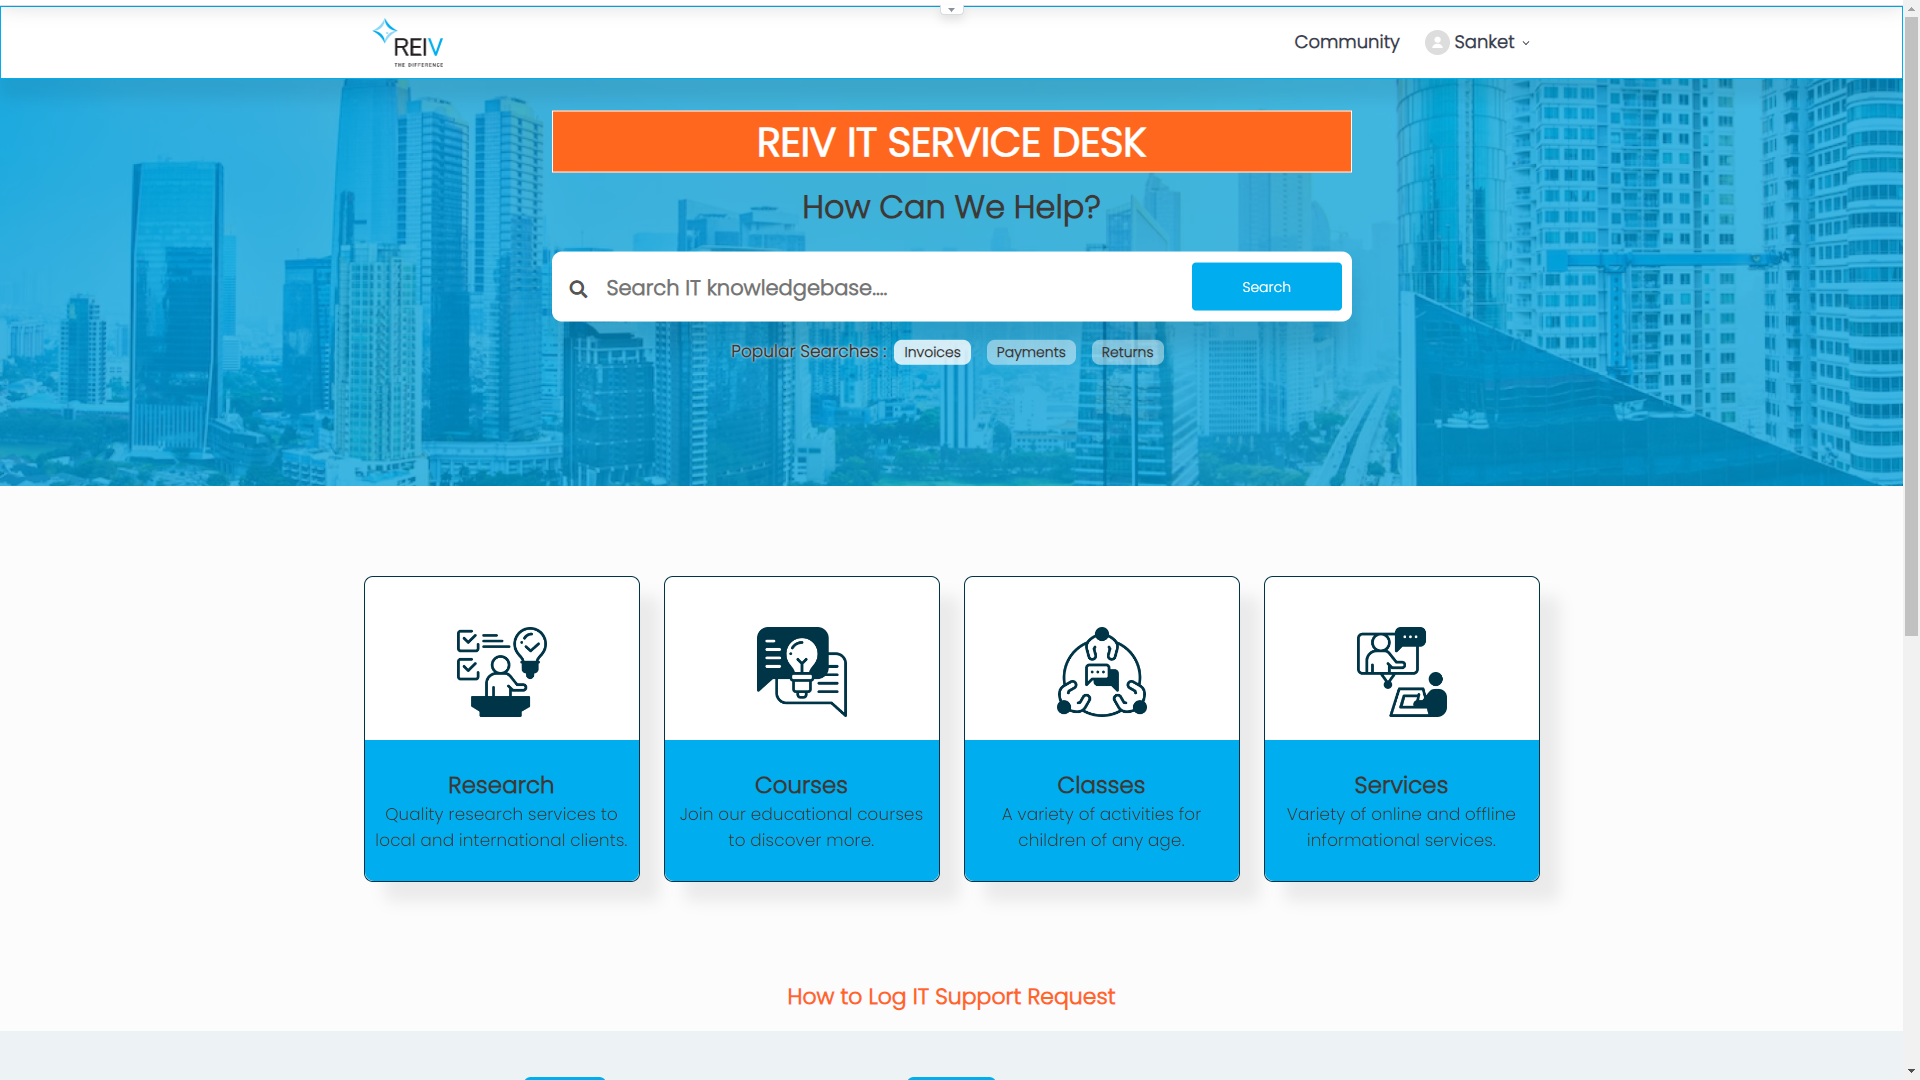 REIV
THE DIFFERENCE
Community
Sanket
REIV IT SERVICE DESK
How Can We Help?
Search IT knowledgebase....
Search
Popular Searches :
Invoices
Payments
Returns
Research
Quality research services to
local and international clients.
Courses
Join our educational courses
to discover more.
Classes
A variety of activities for
children of any age.
Services
Variety of online and offline
informational services.
How to Log IT Support Request